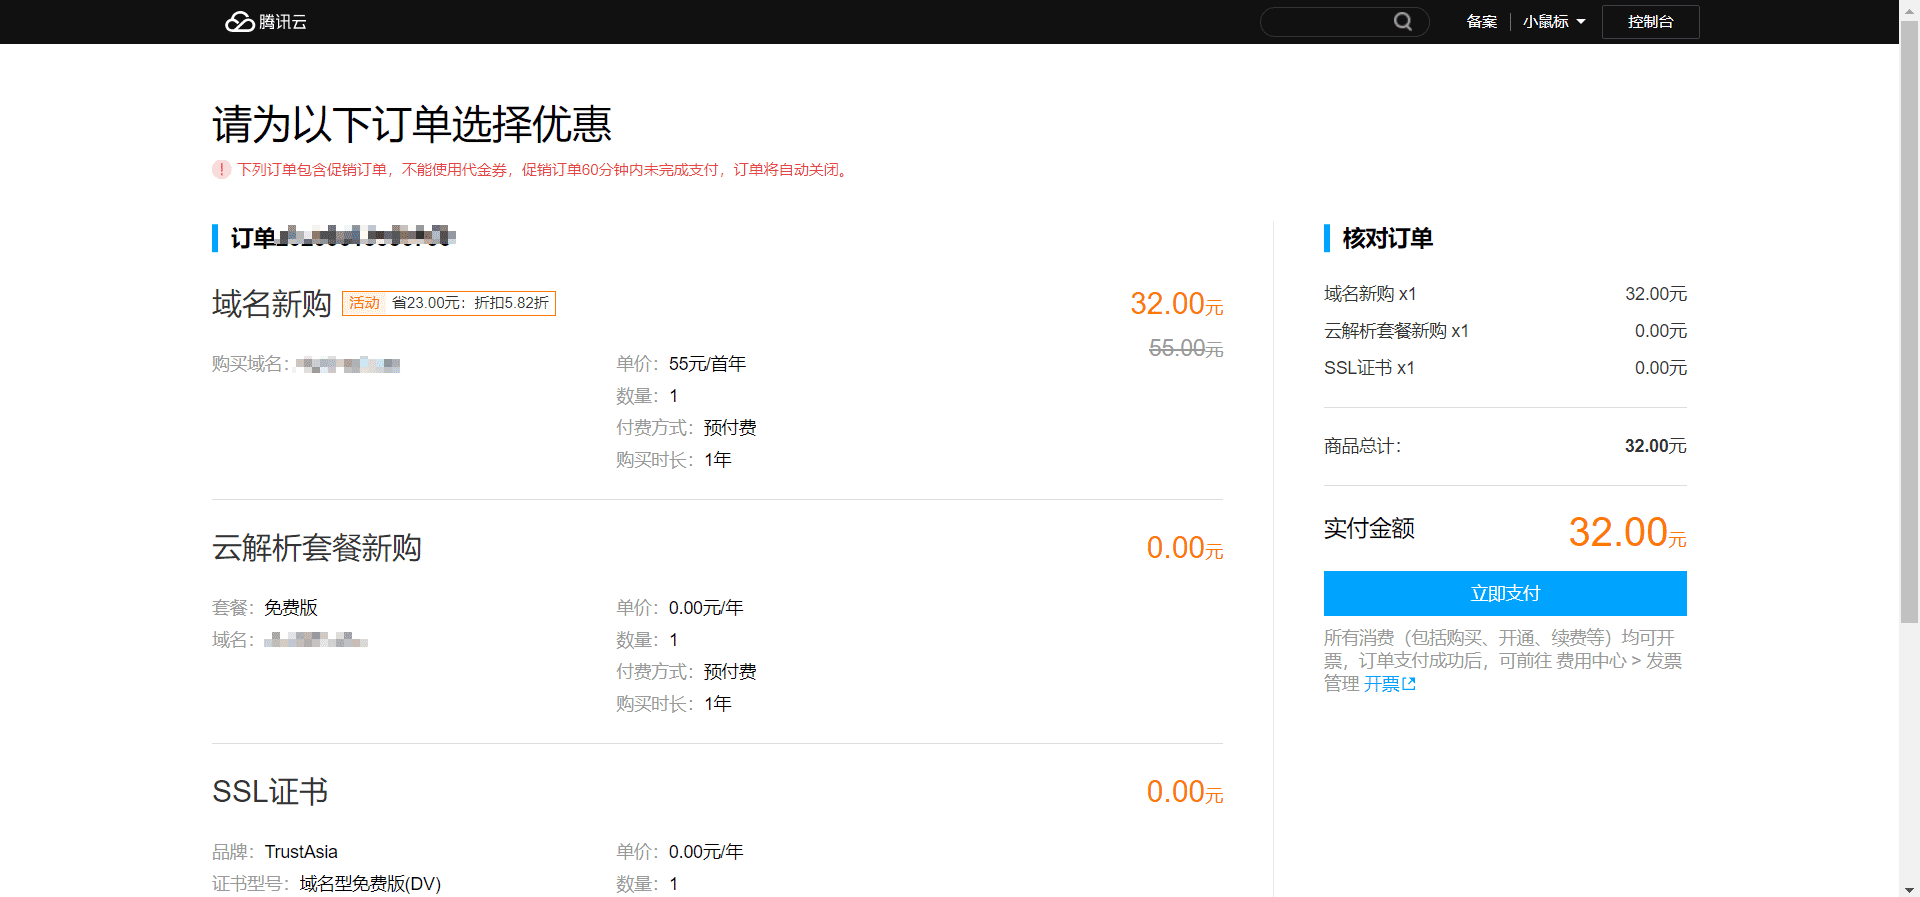 腾讯云
备案
小鼠标
控制台
请为以下订单选择优惠
! 下列订单包含促销订单，不能使用代金券，促销订单60分钟内未完成支付，订单将自动关闭。
订单
域名新购 活动 省23.00元：折扣5.82折 32.00元
55.00元
购买域名：
单价：55元/首年
数量：1
付费方式：预付费
购买时长：1年
云解析套餐新购 0.00元
套餐：免费版
域名：
单价：0.00元/年
数量：1
付费方式：预付费
购买时长：1年
SSL证书 0.00元
品牌：TrustAsia
证书型号：域名型免费版(DV)
单价：0.00元/年
数量：1
核对订单
域名新购 x1 32.00元
云解析套餐新购 x1 0.00元
SSL证书 x1 0.00元
商品总计： 32.00元
实付金额 32.00元
立即支付
所有消费（包括购买、开通、续费等）均可开
票，订单支付成功后，可前往 费用中心 > 发票
管理 开票